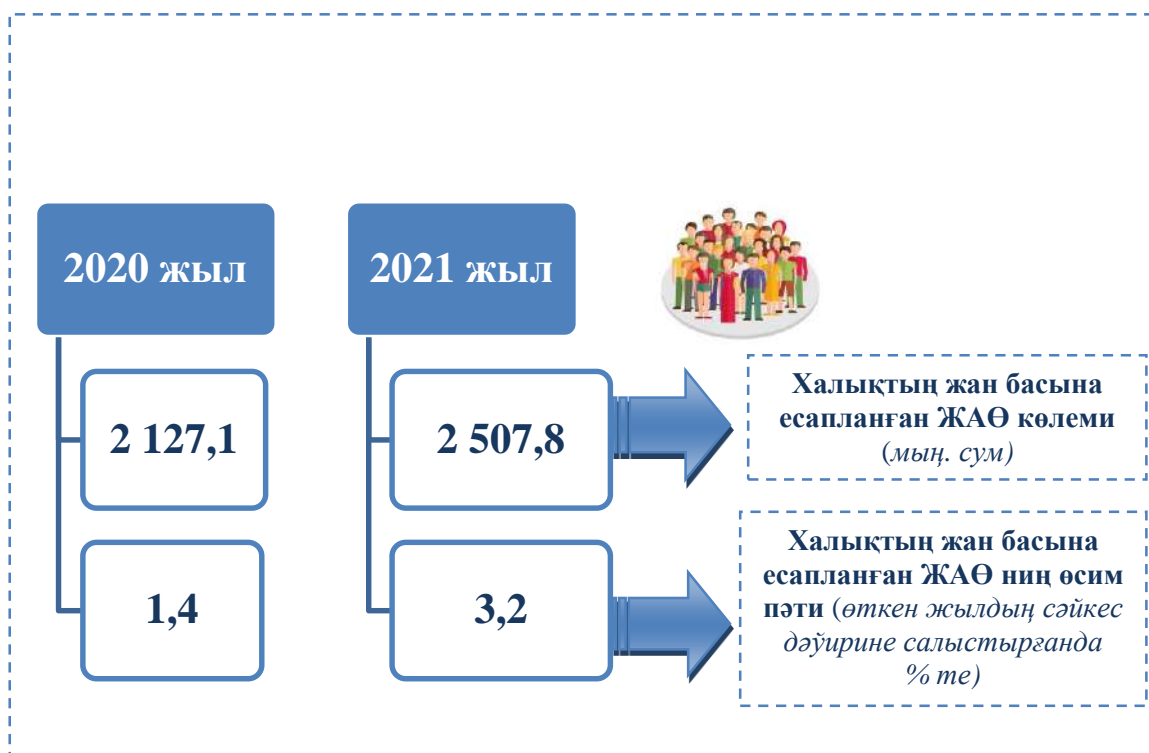 2020 жыл
2021 жыл
2 127,1
2 507,8
Халықтың жан басына
есапланған ЖАӨ көлеми
(мың. сум)
1,4
3,2
Халықтың жан басына
есапланған ЖАӨ ниң өсим
пәти (өткен жылдың сәйкес
дәўирине салыстырғанда
% те)